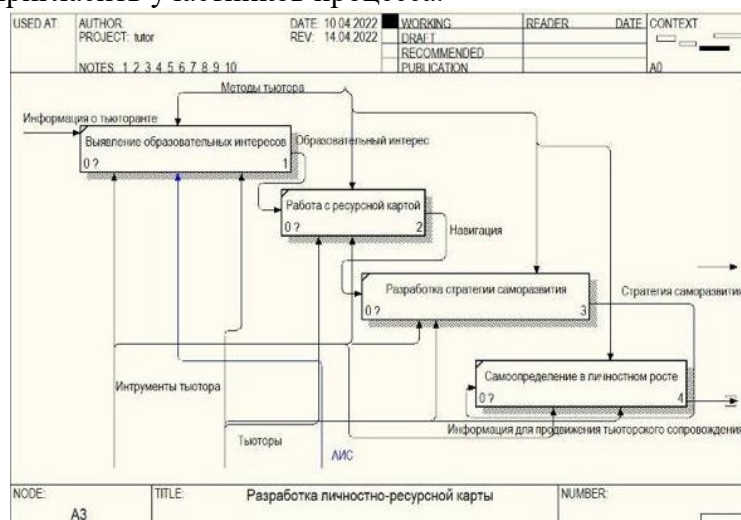 USED AT:
AUTHOR:
DATE: 10.04.2022
WORKING
READER
DATE
CONTEXT:
PROJECT: tutor
REV: 14.04.2022
DRAFT
RECOMMENDED
NOTES: 1 2 3 4 5 6 7 8 9 10
PUBLICATION
A0
Методы тьютора
Информация о тьюторанте
Выявление образовательных интересов
0 ?
1
Образовательный интерес
Работа с ресурсной картой
0 ?
2
Навигация
Разработка стратегии саморазвития
0 ?
3
Стратегия саморазвития
Самоопределение в личностном росте
0 ?
4
Интрументы тьютора
Информация для продвижения тьюторского сопровождения
Тьюторы
АИС
NODE:
TITLE:
Разработка личностно-ресурсной карты
NUMBER:
A3